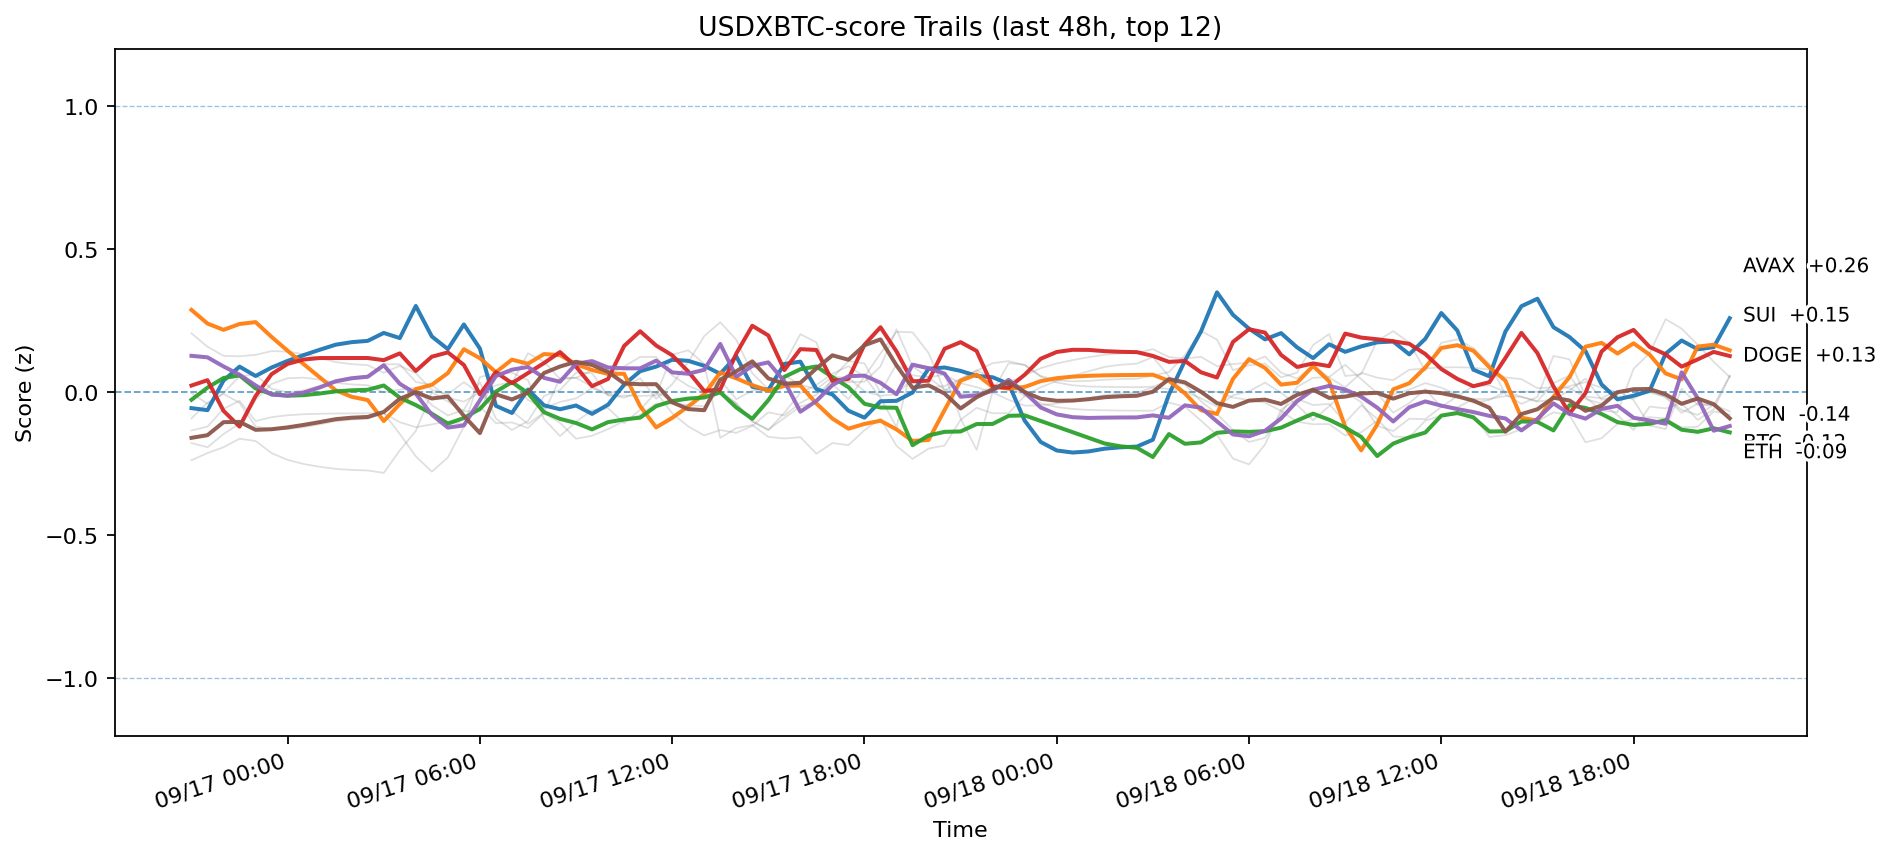 USDXBTC-score Trails (last 48h, top 12)
Score (z)
1.0
0.5
0.0
−0.5
−1.0
AVAX +0.26
SUI +0.15
DOGE +0.13
TON -0.14
BTC -0.12
ETH -0.09
09/17 00:00
09/17 06:00
09/17 12:00
09/17 18:00
09/18 00:00
09/18 06:00
09/18 12:00
09/18 18:00
Time